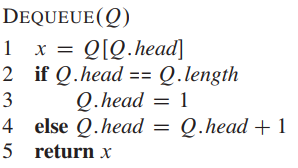 DEQUEUE(Q)
1 x = Q[Q.head]
2 if Q.head == Q.length
3 Q.head = 1
4 else Q.head = Q.head + 1
5 return x